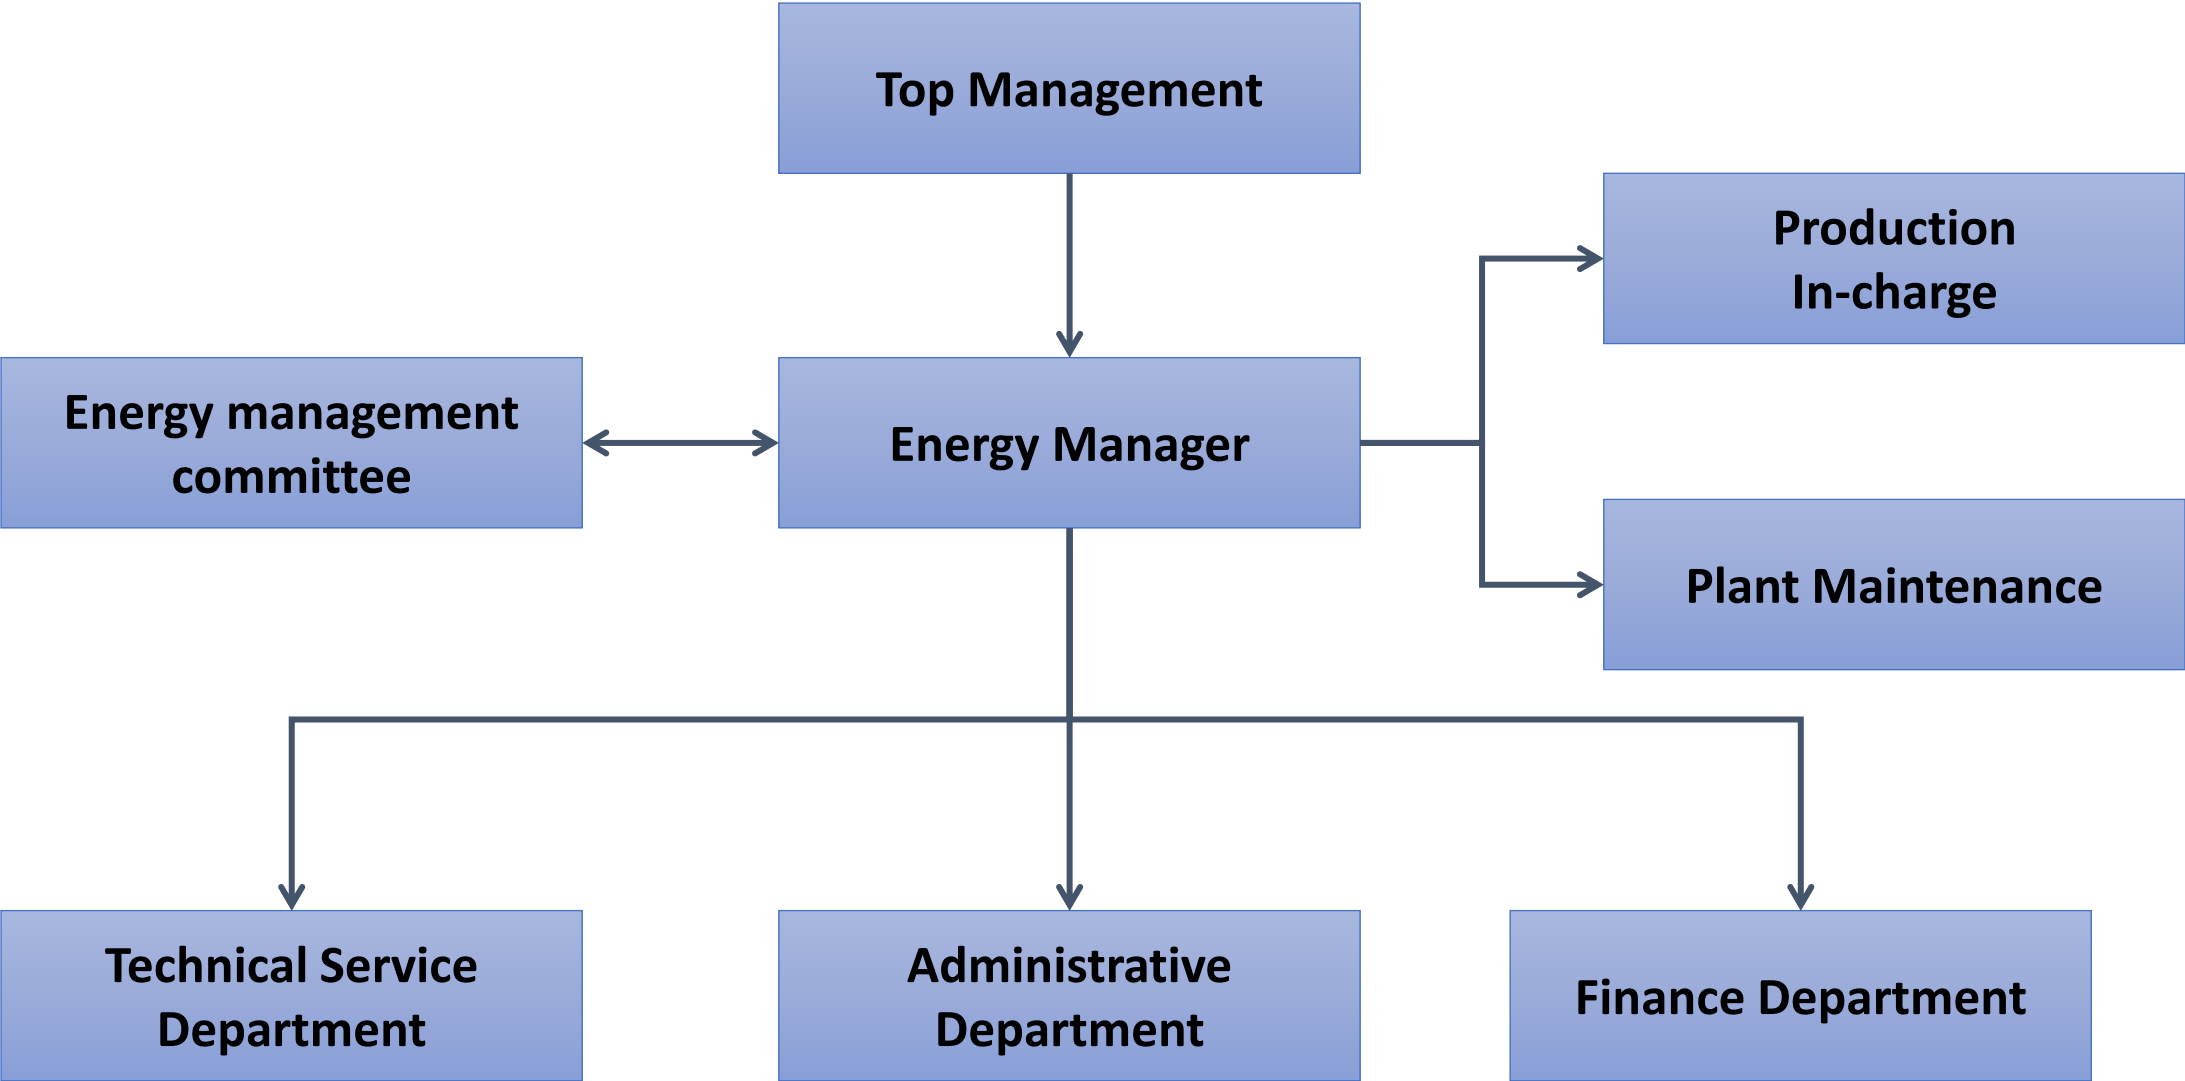 Top Management
Production
In-charge
Energy management
committee
Energy Manager
Plant Maintenance
Technical Service
Department
Administrative
Department
Finance Department